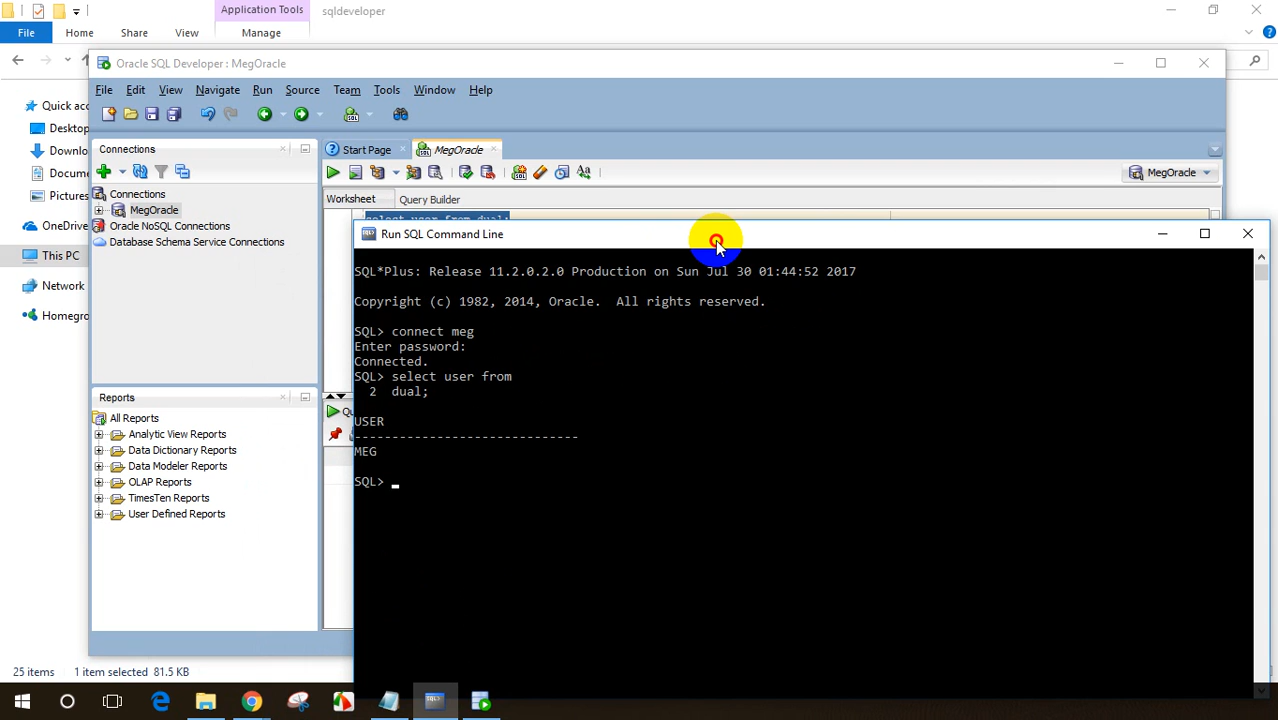 Application Tools
sqldeveloper
File
Home
Share
View
Manage
Quick acc
Desktop
Downlo
Docume
Pictures
OneDrive
This PC
Network
Homegro
25 items
1 item selected 81.5 KB
Oracle SQL Developer : MegOracle
File
Edit
View
Navigate
Run
Source
Team
Tools
Window
Help
Connections
Connections
MegOracle
Oracle NoSQL Connections
Database Schema Service Connections
Reports
All Reports
Analytic View Reports
Data Dictionary Reports
Data Modeler Reports
OLAP Reports
TimesTen Reports
User Defined Reports
Start Page
MegOracle
MegOracle
Worksheet
Query Builder
select user from dual;
Qu
Run SQL Command Line
SQL*Plus: Release 11.2.0.2.0 Production on Sun Jul 30 01:44:52 2017
Copyright (c) 1982, 2014, Oracle.  All rights reserved.
SQL> connect meg
Enter password:
Connected.
SQL> select user from
2  dual;
USER
------------------------------
MEG
SQL> _